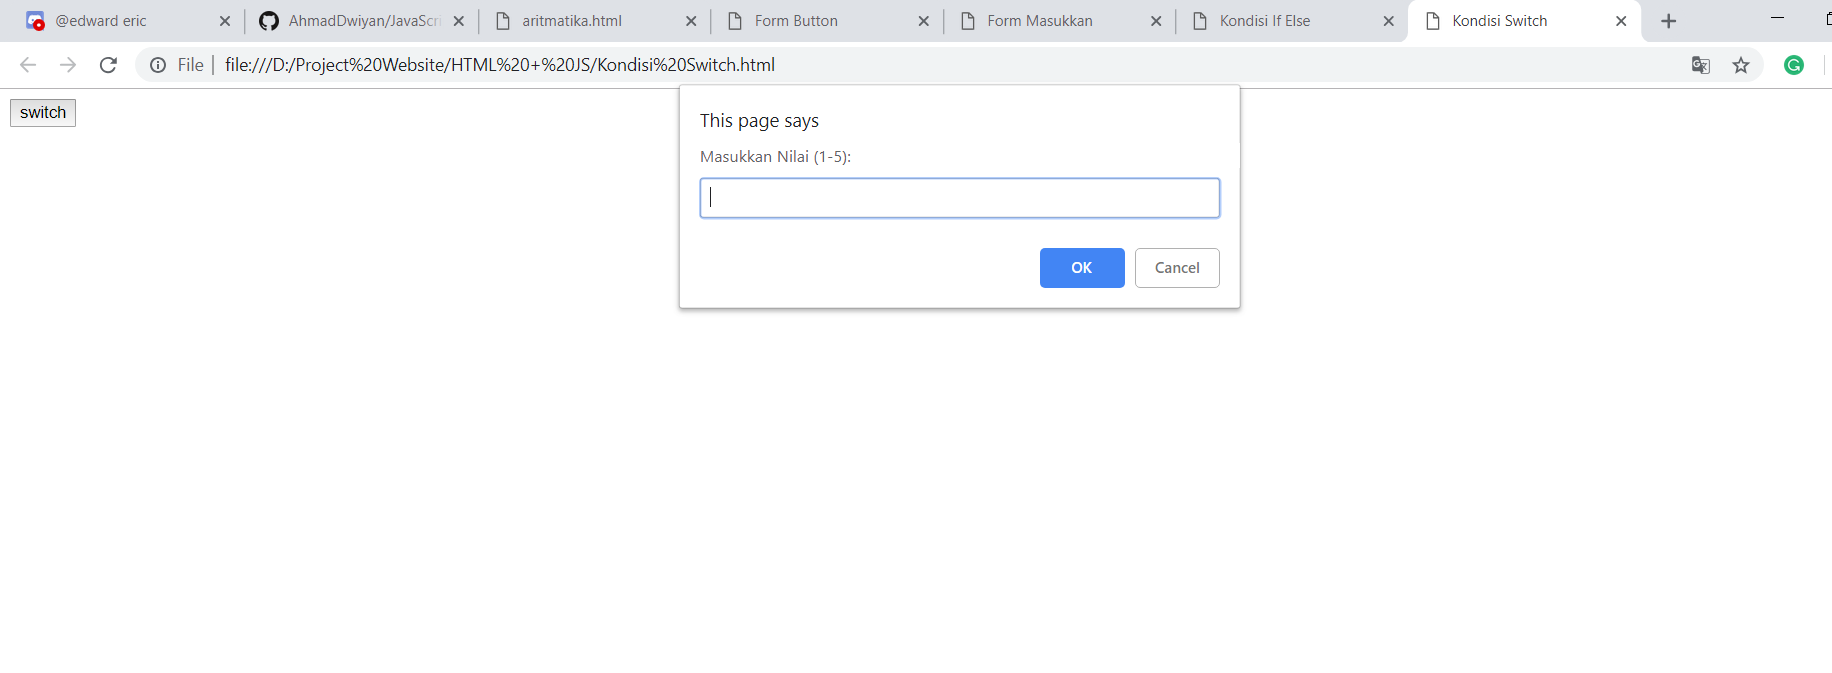 @edward eric
AhmadDwiyan/JavaScri
aritmatika.html
Form Button
Form Masukkan
Kondisi If Else
Kondisi Switch
File
file:///D:/Project%20Website/HTML%20+%20JS/Kondisi%20Switch.html
switch
This page says
Masukkan Nilai (1-5):
OK
Cancel